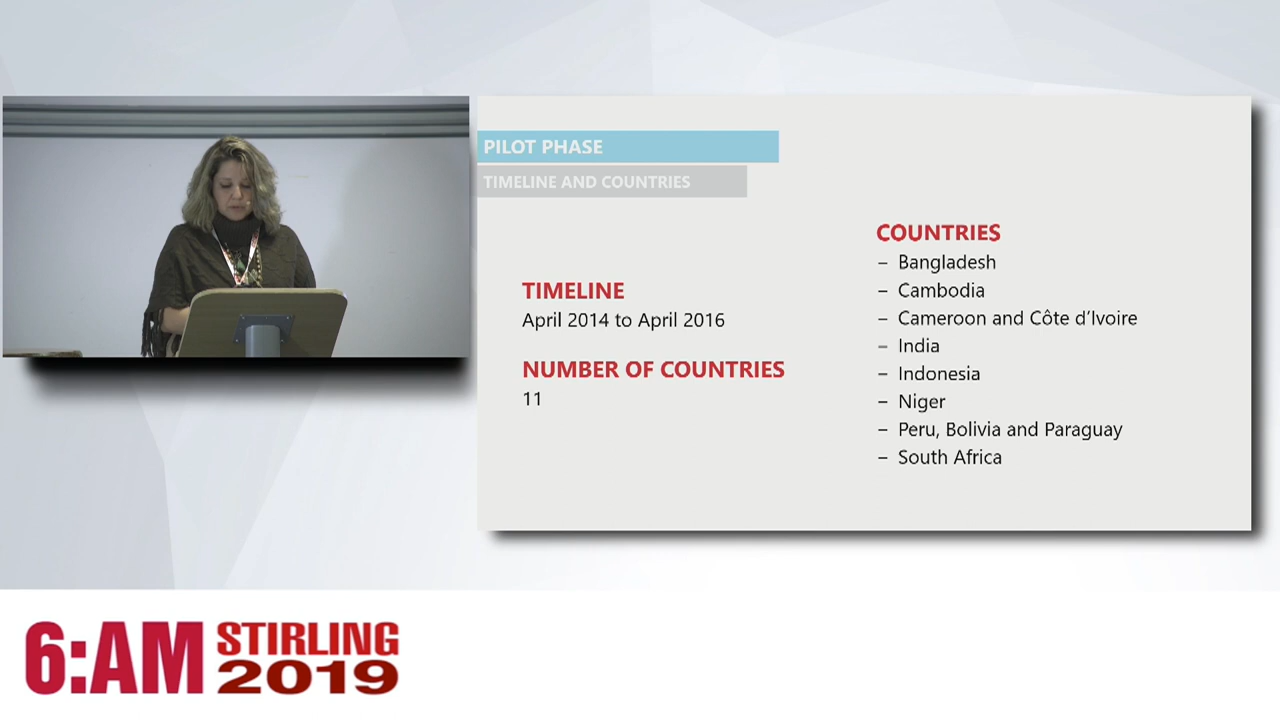 PILOT PHASE
TIMELINE AND COUNTRIES
TIMELINE
April 2014 to April 2016
NUMBER OF COUNTRIES
11
COUNTRIES
– Bangladesh
– Cambodia
– Cameroon and Côte d’Ivoire
– India
– Indonesia
– Niger
– Peru, Bolivia and Paraguay
– South Africa
6:AM
STIRLING
2019